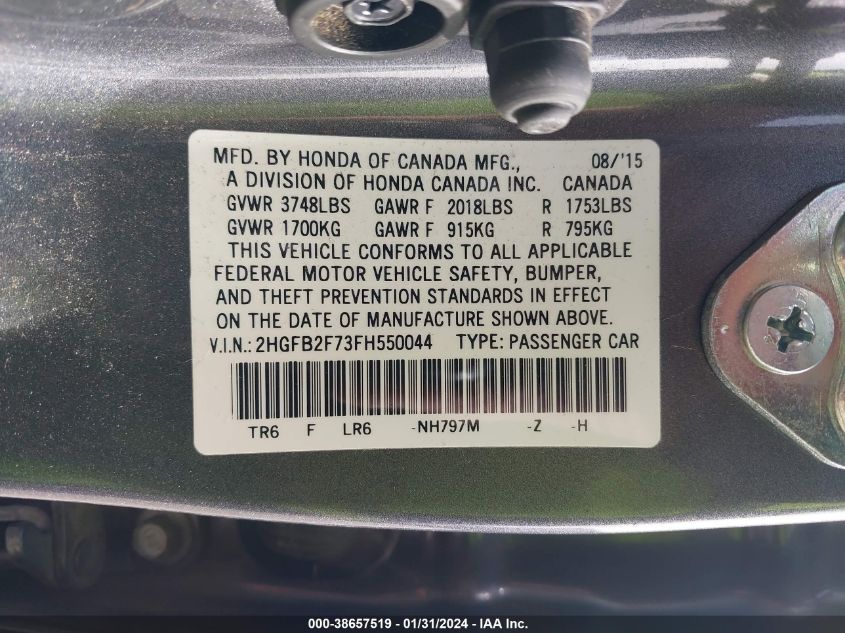 MFD. BY HONDA OF CANADA MFG., 08/'15
A DIVISION OF HONDA CANADA INC. CANADA
GVWR 3748LBS GAWR F 2018LBS R 1753LBS
GVWR 1700KG GAWR F 915KG R 795KG
THIS VEHICLE CONFORMS TO ALL APPLICABLE
FEDERAL MOTOR VEHICLE SAFETY, BUMPER,
AND THEFT PREVENTION STANDARDS IN EFFECT
ON THE DATE OF MANUFACTURE SHOWN ABOVE.
V.I.N.: 2HGFB2F73FH550044 TYPE: PASSENGER CAR
TR6 F LR6 -NH797M -Z -H
000-38657519 - 01/31/2024 - IAA Inc.